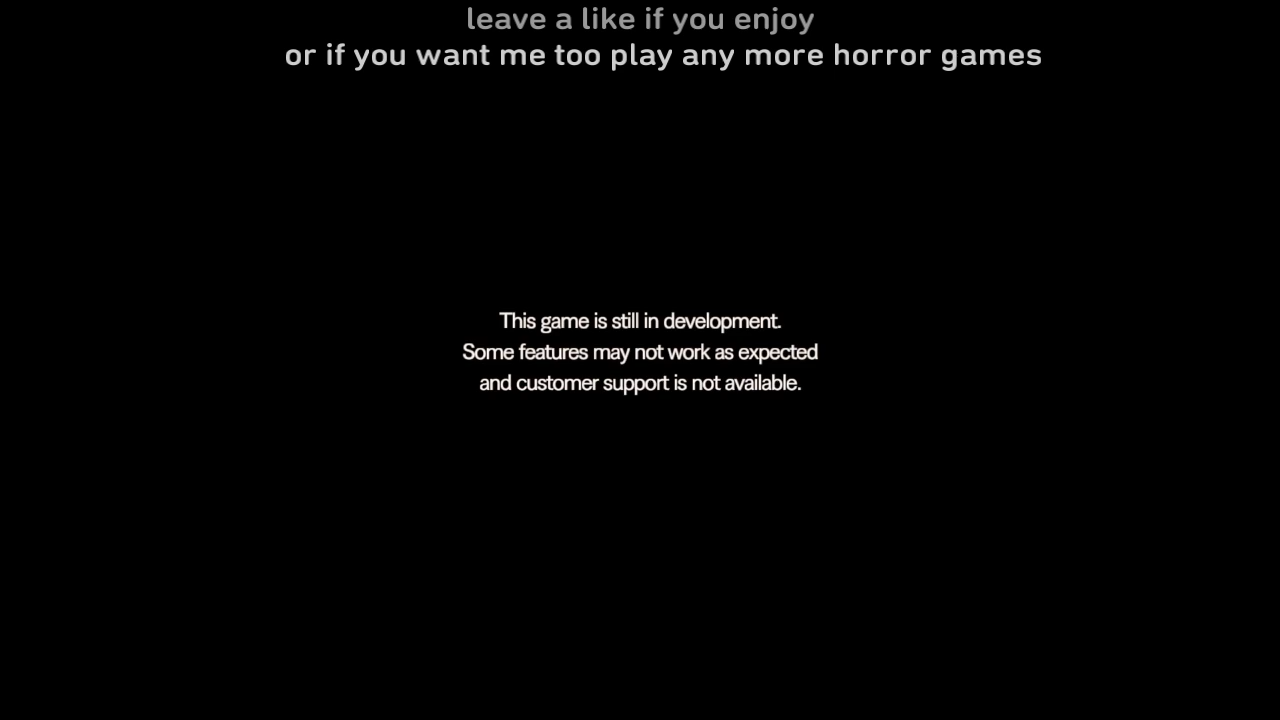 leave a like if you enjoy
or if you want me too play any more horror games
This game is still in development.
Some features may not work as expected
and customer support is not available.